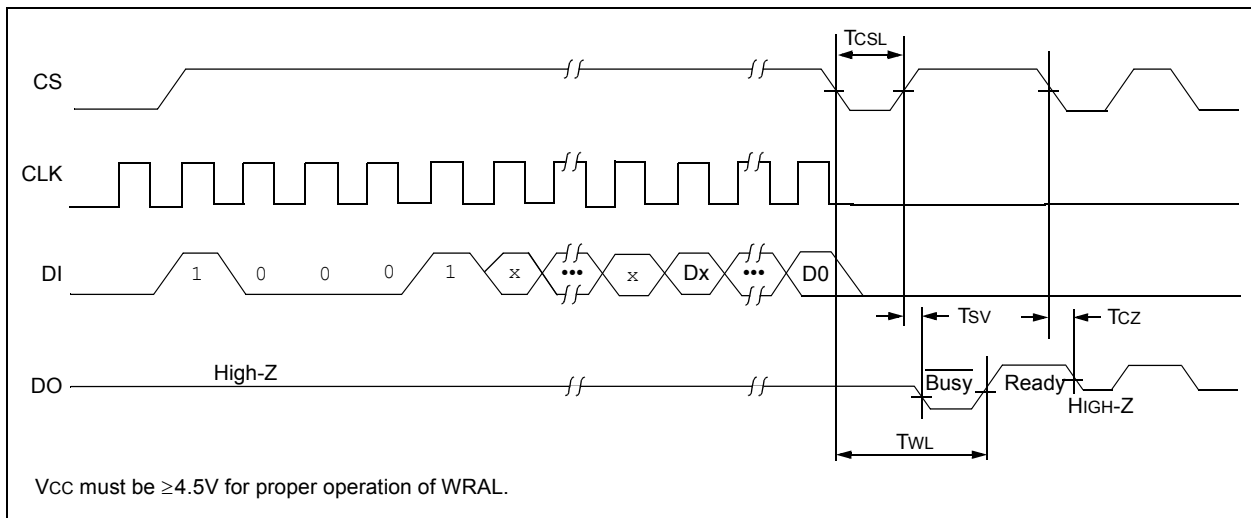 TCSL
CS
CLK
DI 1 0 0 0 1 x ••• x Dx ••• D0
TSV TCZ
High-Z
DO Busy Ready
HIGH-Z
TWL
VCC must be ≥4.5V for proper operation of WRAL.